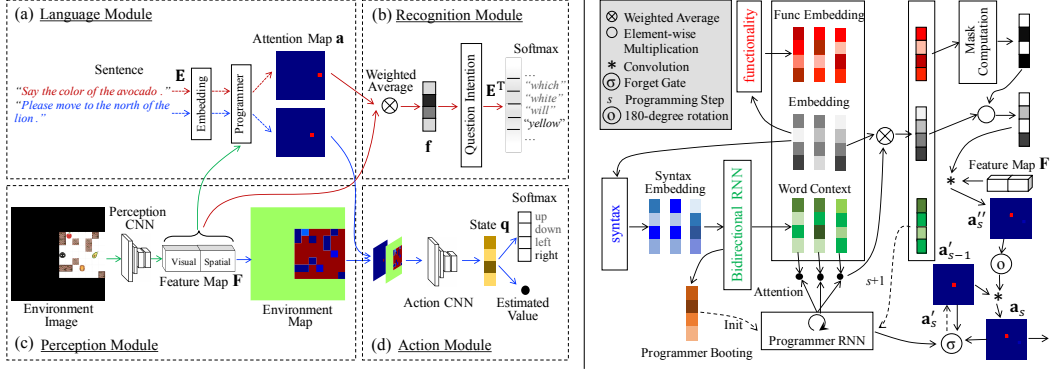 (a) Language Module
Sentence
E
Attention Map a
"Say the color of the avocado ."
"Please move to the north of the
lion ."
Embedding
Programmer
(b) Recognition Module
Weighted
Average
f
Question Intention
E^T
Softmax
...
"which"
"white"
"will"
"yellow"
...
Perception
CNN
Visual
Spatial
Feature Map F
Environment
Image
Environment
Map
(c) Perception Module
Softmax
State q
up
down
left
right
Action CNN
Estimated
Value
(d) Action Module
Weighted Average
Element-wise
Multiplication
* Convolution
σ Forget Gate
s Programming Step
o 180-degree rotation
functionality
Func Embedding
Embedding
syntax
Syntax
Embedding
Bidirectional RNN
Word Context
Attention
s+1
Init
Programmer Booting
Programmer RNN
Mask
Computation
Feature Map F
*
a''_s
o
*
a'_{s-1}
a'_s
a_s
σ